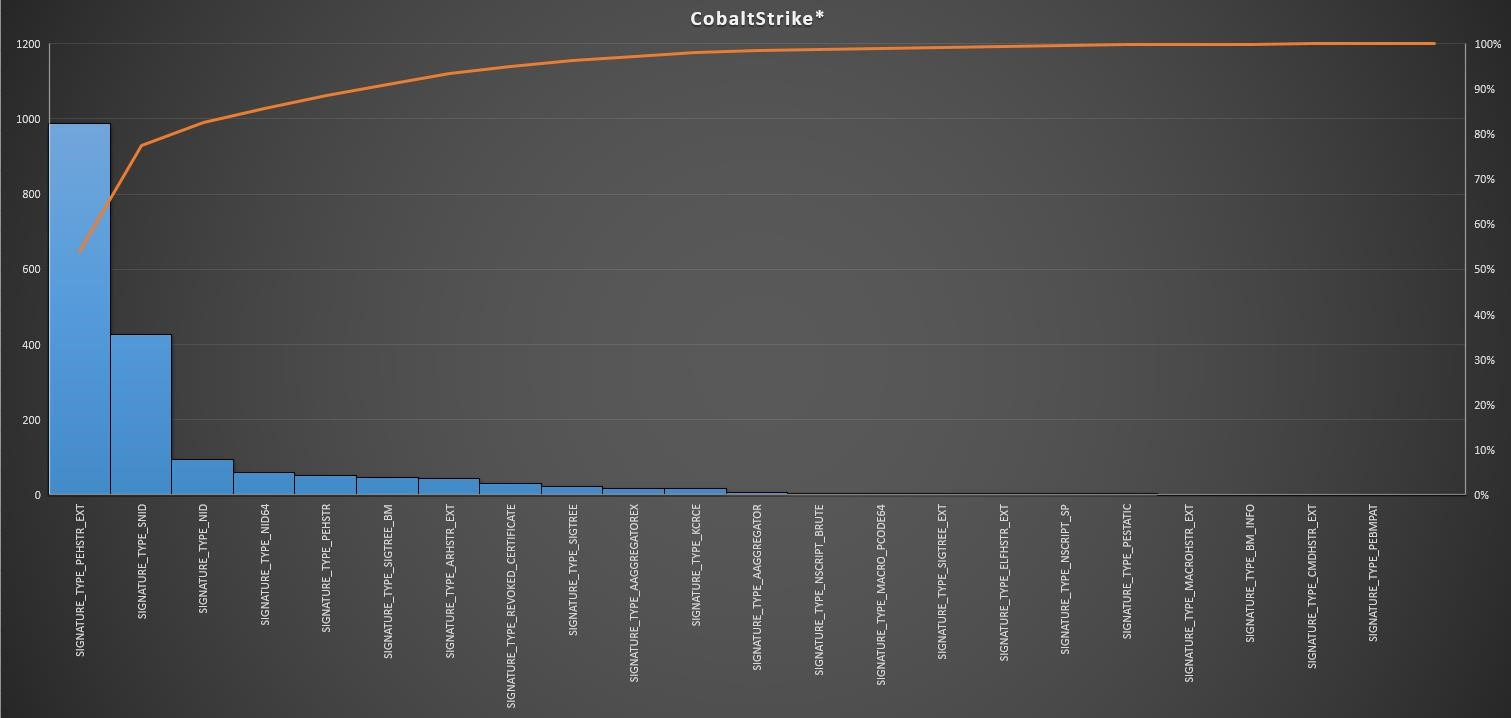 CobaltStrike*
1200
1000
800
600
400
200
0
100%
90%
80%
70%
60%
50%
40%
30%
20%
10%
0%
SIGNATURE_TYPE_PEHSTR_EXT
SIGNATURE_TYPE_SNID
SIGNATURE_TYPE_NID
SIGNATURE_TYPE_NID64
SIGNATURE_TYPE_PEHSTR
SIGNATURE_TYPE_SIGTREE_BM
SIGNATURE_TYPE_ARHSTR_EXT
SIGNATURE_TYPE_REVOKED_CERTIFICATE
SIGNATURE_TYPE_SIGTREE
SIGNATURE_TYPE_AAGGREGATOREX
SIGNATURE_TYPE_KCRCE
SIGNATURE_TYPE_AAGGREGATOR
SIGNATURE_TYPE_NSCRIPT_BRUTE
SIGNATURE_TYPE_MACRO_PCODE64
SIGNATURE_TYPE_SIGTREE_EXT
SIGNATURE_TYPE_ELFHSTR_EXT
SIGNATURE_TYPE_NSCRIPT_SP
SIGNATURE_TYPE_PESTATIC
SIGNATURE_TYPE_MACROHSTR_EXT
SIGNATURE_TYPE_BM_INFO
SIGNATURE_TYPE_CMDHSTR_EXT
SIGNATURE_TYPE_PEBMPAT